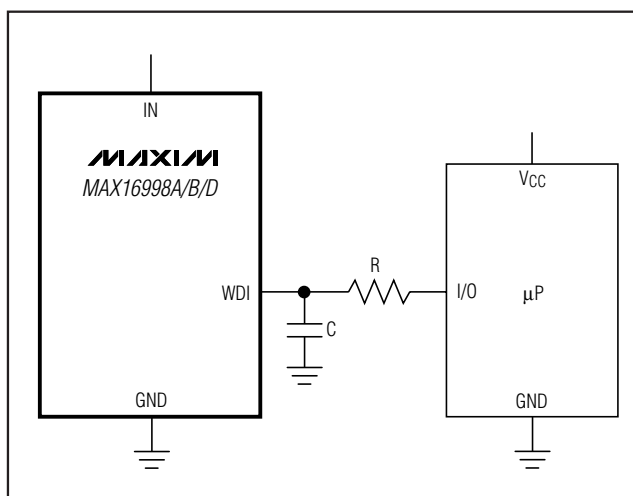 IN
MAXIM
MAX16998A/B/D
VCC
R
WDI
I/O
μP
C
GND
GND